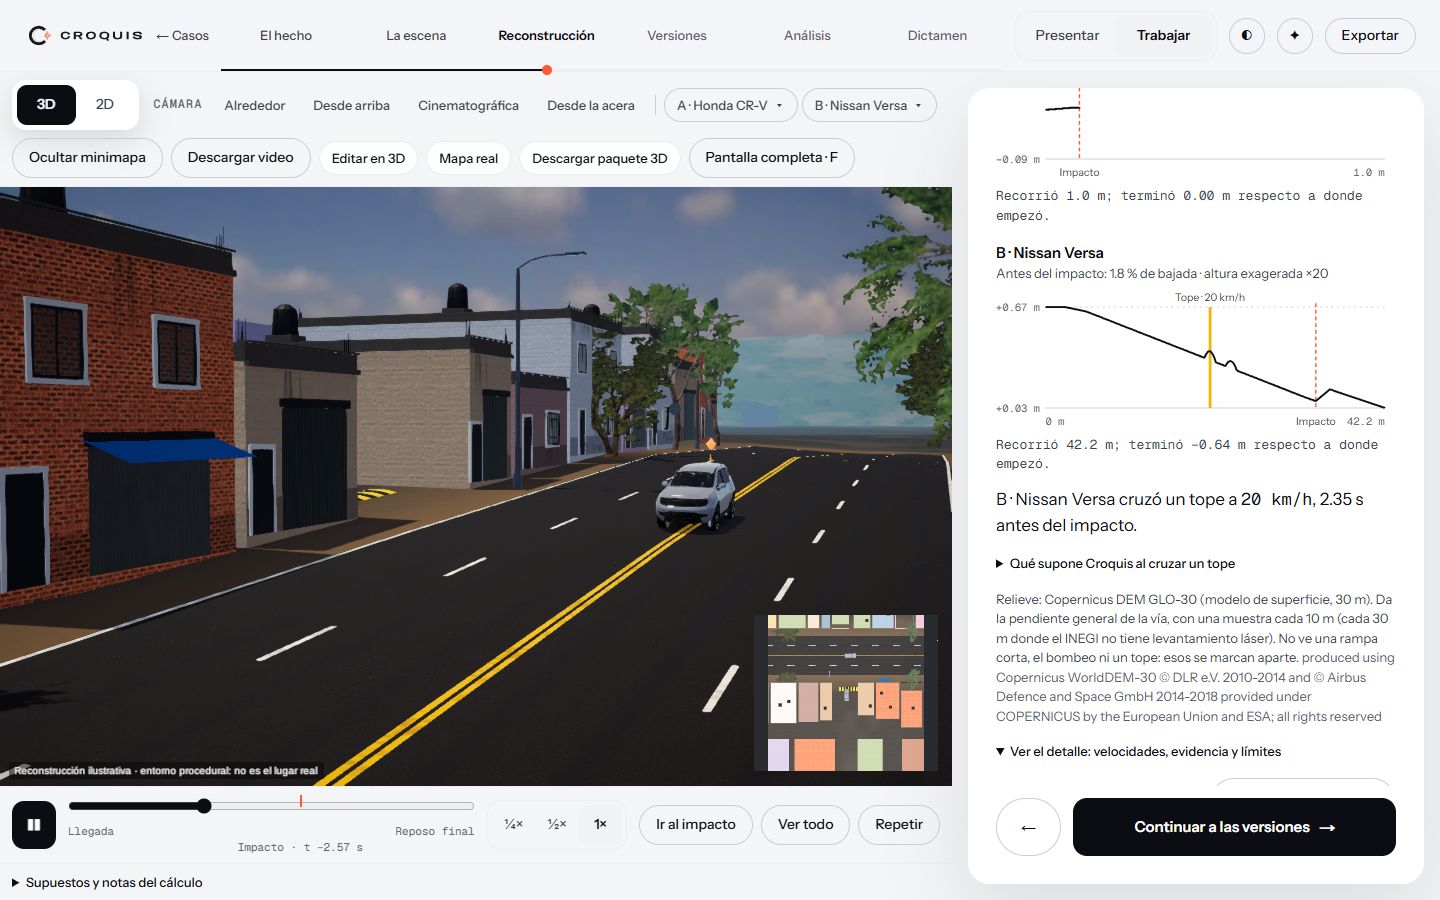 CROQUIS
← Casos
El hecho
La escena
Reconstrucción
Versiones
Análisis
Dictamen
Presentar
Trabajar
Exportar
3D
2D
CÁMARA
Alrededor
Desde arriba
Cinematográfica
Desde la acera
A · Honda CR-V
B · Nissan Versa
Ocultar minimapa
Descargar video
Editar en 3D
Mapa real
Descargar paquete 3D
Pantalla completa · F
Reconstrucción ilustrativa · entorno procedural: no es el lugar real
Llegada
Reposo final
Impacto · t −2.57 s
¼×
½×
1×
Ir al impacto
Ver todo
Repetir
Supuestos y notas del cálculo
−0.09 m
Impacto
1.0 m
Recorrió 1.0 m; terminó 0.00 m respecto a donde
empezó.
B · Nissan Versa
Antes del impacto: 1.8 % de bajada · altura exagerada ×20
Tope · 20 km/h
+0.67 m
+0.03 m
0 m
Impacto
42.2 m
Recorrió 42.2 m; terminó −0.64 m respecto a donde
empezó.
B · Nissan Versa cruzó un tope a 20 km/h, 2.35 s
antes del impacto.
Qué supone Croquis al cruzar un tope
Relieve: Copernicus DEM GLO-30 (modelo de superficie, 30 m). Da
la pendiente general de la vía, con una muestra cada 10 m (cada 30
m donde el INEGI no tiene levantamiento láser). No ve una rampa
corta, el bombeo ni un tope: esos se marcan aparte. produced using
Copernicus WorldDEM-30 © DLR e.V. 2010-2014 and © Airbus
Defence and Space GmbH 2014-2018 provided under
COPERNICUS by the European Union and ESA; all rights reserved
Ver el detalle: velocidades, evidencia y límites
←
Continuar a las versiones →